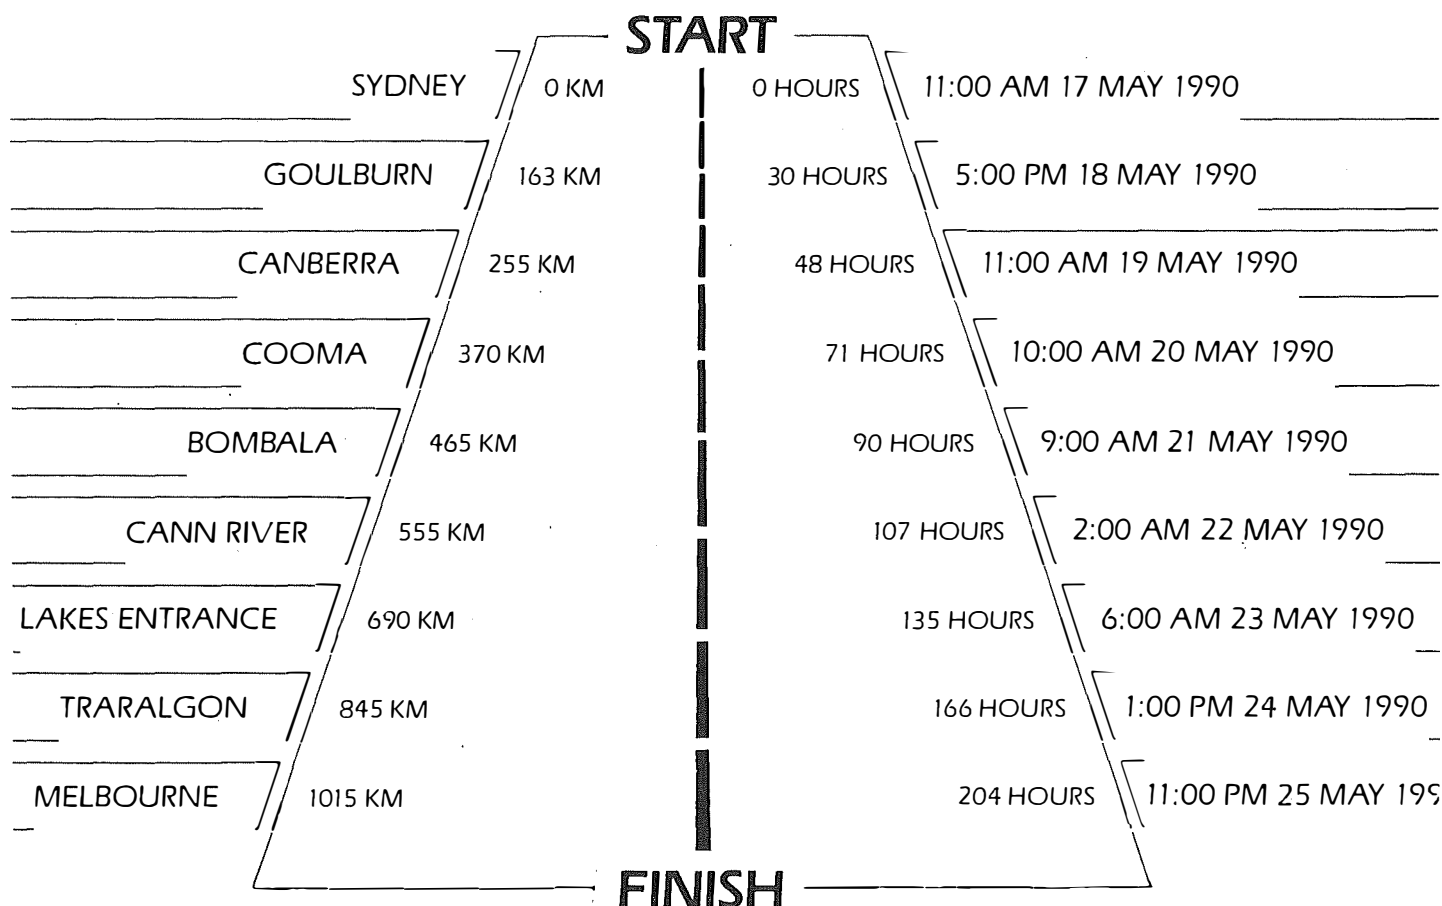 START
SYDNEY 0 KM 0 HOURS 11:00 AM 17 MAY 1990
GOULBURN 163 KM 30 HOURS 5:00 PM 18 MAY 1990
CANBERRA 255 KM 48 HOURS 11:00 AM 19 MAY 1990
COOMA 370 KM 71 HOURS 10:00 AM 20 MAY 1990
BOMBALA 465 KM 90 HOURS 9:00 AM 21 MAY 1990
CANN RIVER 555 KM 107 HOURS 2:00 AM 22 MAY 1990
LAKES ENTRANCE 690 KM 135 HOURS 6:00 AM 23 MAY 1990
TRARALGON 845 KM 166 HOURS 1:00 PM 24 MAY 1990
MELBOURNE 1015 KM 204 HOURS 11:00 PM 25 MAY 199
FINISH